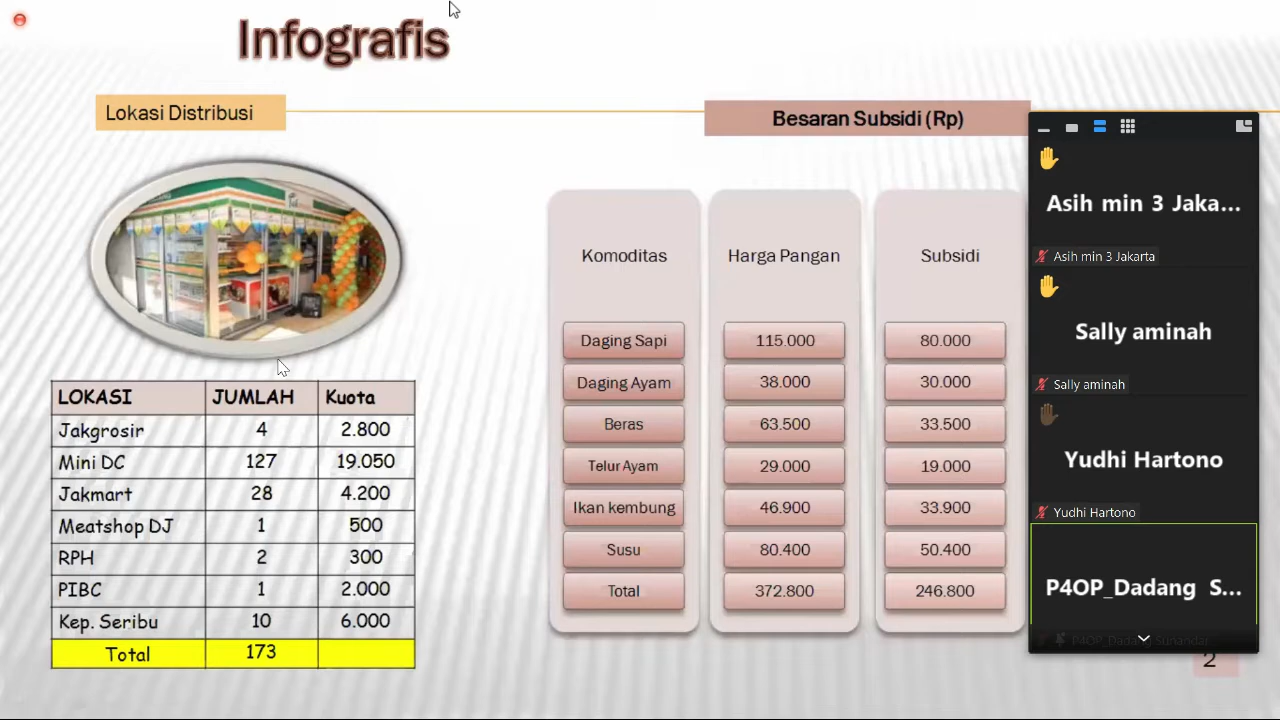 Infografis
Lokasi Distribusi
LOKASI JUMLAH Kuota
Jakgrosir 4 2.800
Mini DC 127 19.050
Jakmart 28 4.200
Meatshop DJ 1 500
RPH 2 300
PIBC 1 2.000
Kep. Seribu 10 6.000
Total 173
Besaran Subsidi (Rp)
Komoditas Harga Pangan Subsidi
Daging Sapi 115.000 80.000
Daging Ayam 38.000 30.000
Beras 63.500 33.500
Telur Ayam 29.000 19.000
Ikan kembung 46.900 33.900
Susu 80.400 50.400
Total 372.800 246.800
Asih min 3 Jaka...
Asih min 3 Jakarta
Sally aminah
Sally aminah
Yudhi Hartono
Yudhi Hartono
P4OP_Dadang S...
P4OP_Dadang Sunandar
2